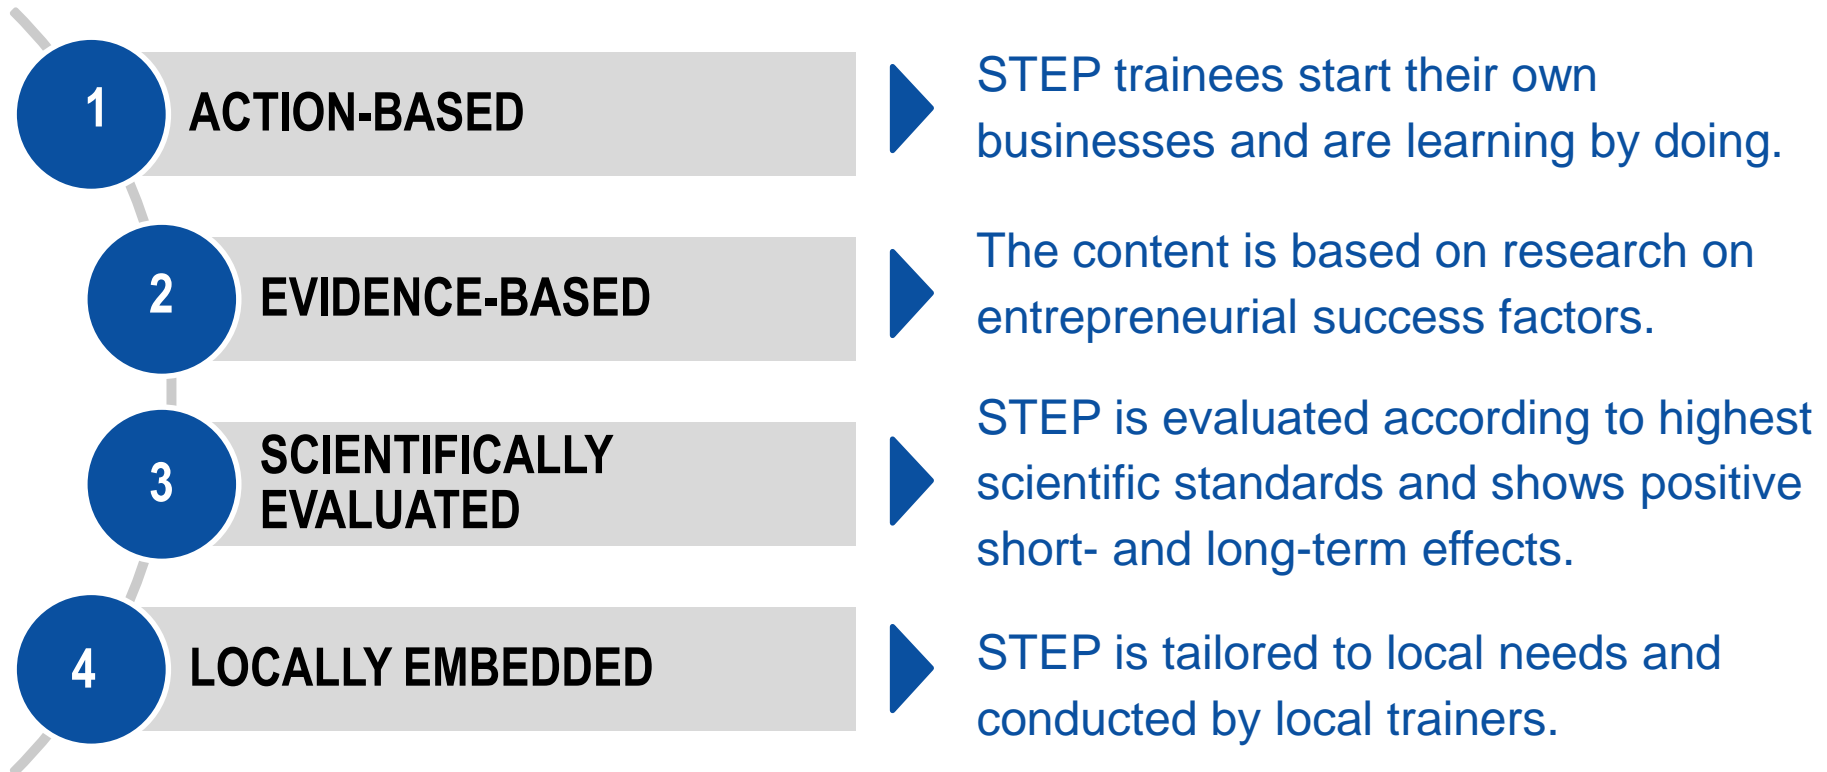 1
ACTION-BASED
STEP trainees start their own
businesses and are learning by doing.
2
EVIDENCE-BASED
The content is based on research on
entrepreneurial success factors.
3
SCIENTIFICALLY
EVALUATED
STEP is evaluated according to highest
scientific standards and shows positive
short- and long-term effects.
4
LOCALLY EMBEDDED
STEP is tailored to local needs and
conducted by local trainers.